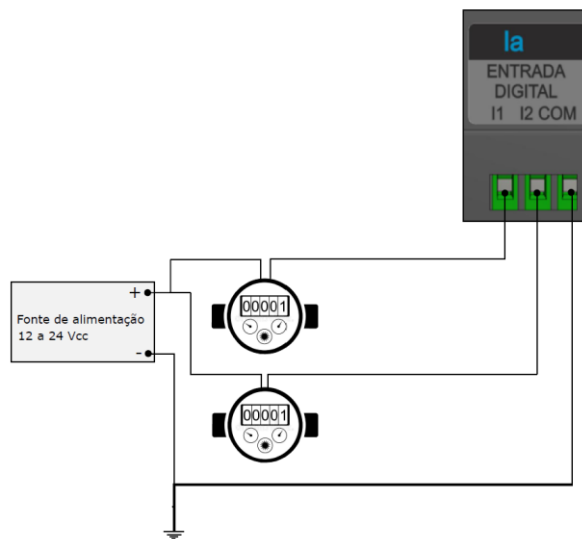 Ia
ENTRADA
DIGITAL
I1 I2 COM
+
Fonte de alimentação
12 a 24 Vcc
-
00001
00001